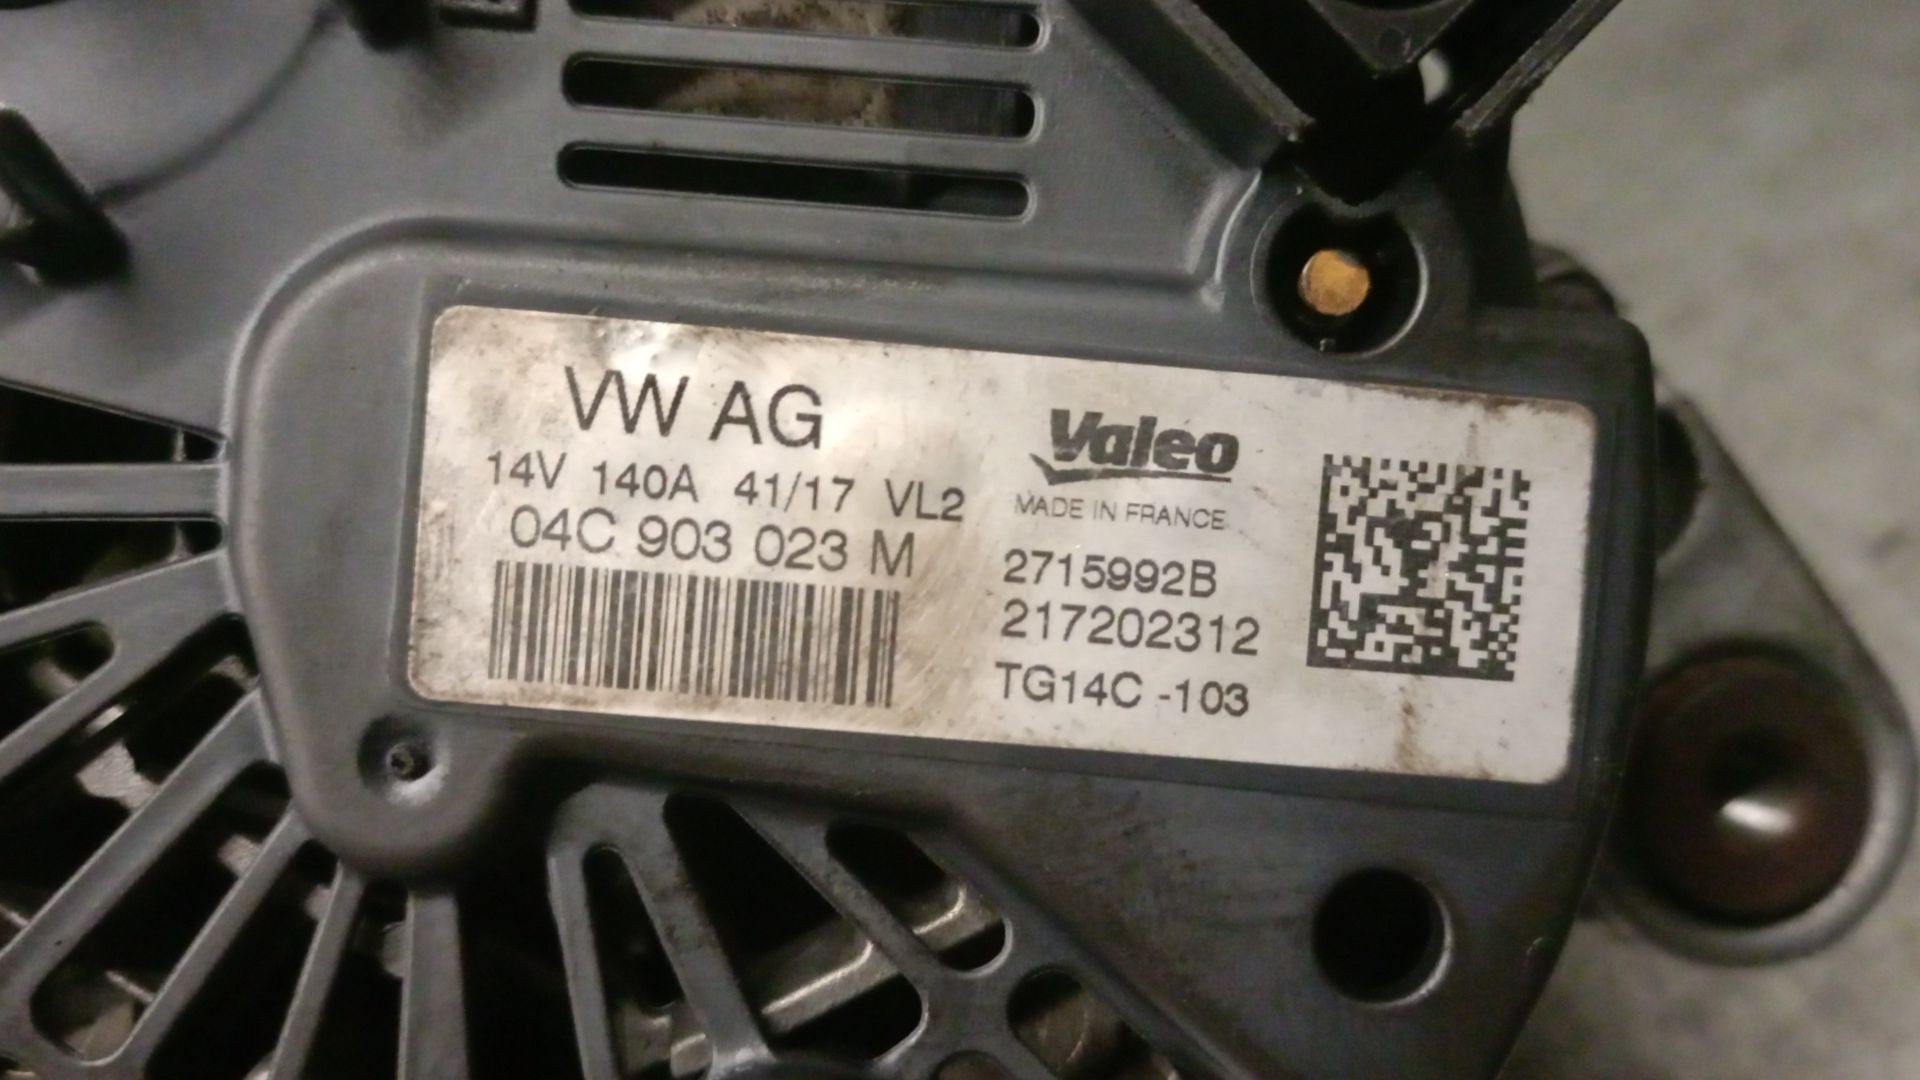 VW AG
14V 140A 41/17 VL2
04C 903 023 M
Valeo
MADE IN FRANCE
2715992B
217202312
TG14C -103